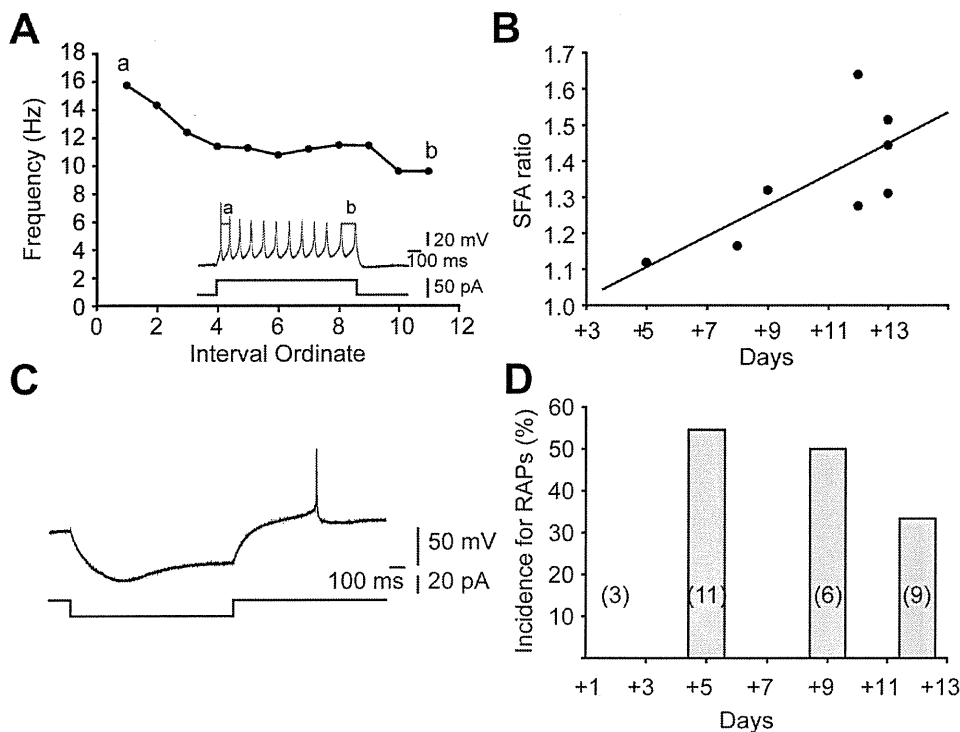 A
18
16
14
12
10
8
6
4
2
0
Frequency (Hz)
a
b
a
b
20 mV
100 ms
50 pA
0 2 4 6 8 10 12
Interval Ordinate
B
1.7
1.6
1.5
1.4
1.3
1.2
1.1
1.0
SFA ratio
+3 +5 +7 +9 +11 +13
Days
C
50 mV
100 ms
20 pA
D
60
50
40
30
20
10
Incidence for RAPs (%)
(3) (11) (6) (9)
+1 +3 +5 +7 +9 +11 +13
Days